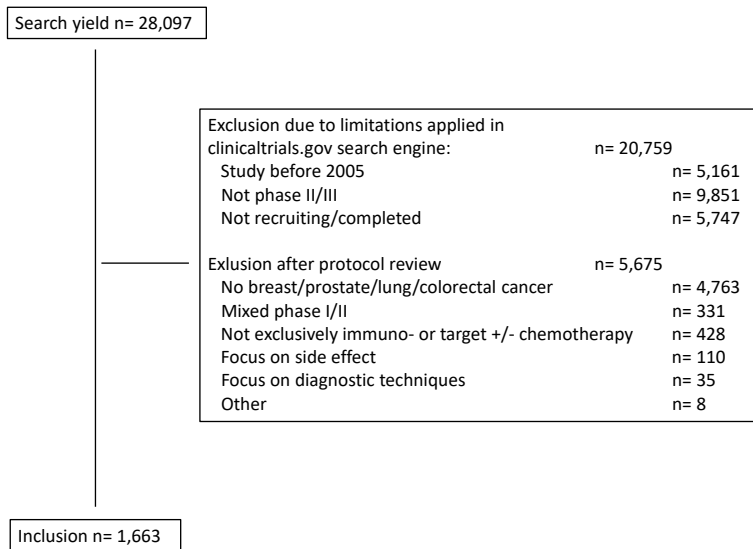 Search yield n= 28,097
Exclusion due to limitations applied in
clinicaltrials.gov search engine: n= 20,759
Study before 2005 n= 5,161
Not phase II/III n= 9,851
Not recruiting/completed n= 5,747
Exlusion after protocol review n= 5,675
No breast/prostate/lung/colorectal cancer n= 4,763
Mixed phase I/II n= 331
Not exclusively immuno- or target +/- chemotherapy n= 428
Focus on side effect n= 110
Focus on diagnostic techniques n= 35
Other n= 8
Inclusion n= 1,663